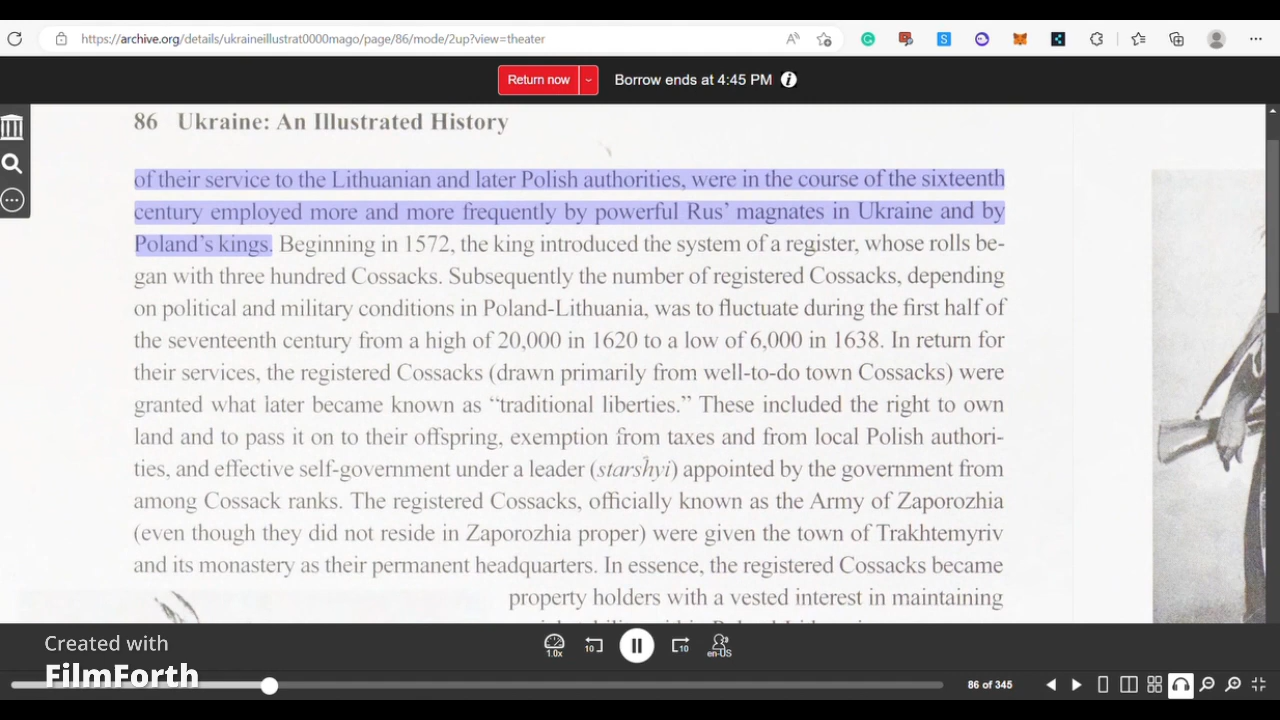 https://archive.org/details/ukraineillustrat0000mago/page/86/mode/2up?view=theater
Return now
Borrow ends at 4:45 PM
86 Ukraine: An Illustrated History
of their service to the Lithuanian and later Polish authorities, were in the course of the sixteenth
century employed more and more frequently by powerful Rus’ magnates in Ukraine and by
Poland’s kings. Beginning in 1572, the king introduced the system of a register, whose rolls be-
gan with three hundred Cossacks. Subsequently the number of registered Cossacks, depending
on political and military conditions in Poland-Lithuania, was to fluctuate during the first half of
the seventeenth century from a high of 20,000 in 1620 to a low of 6,000 in 1638. In return for
their services, the registered Cossacks (drawn primarily from well-to-do town Cossacks) were
granted what later became known as “traditional liberties.” These included the right to own
land and to pass it on to their offspring, exemption from taxes and from local Polish authori-
ties, and effective self-government under a leader (starshyi) appointed by the government from
among Cossack ranks. The registered Cossacks, officially known as the Army of Zaporozhia
(even though they did not reside in Zaporozhia proper) were given the town of Trakhtemyriv
and its monastery as their permanent headquarters. In essence, the registered Cossacks became
property holders with a vested interest in maintaining
1.0x
10
10
en-US
Created with
FilmForth
86 of 345